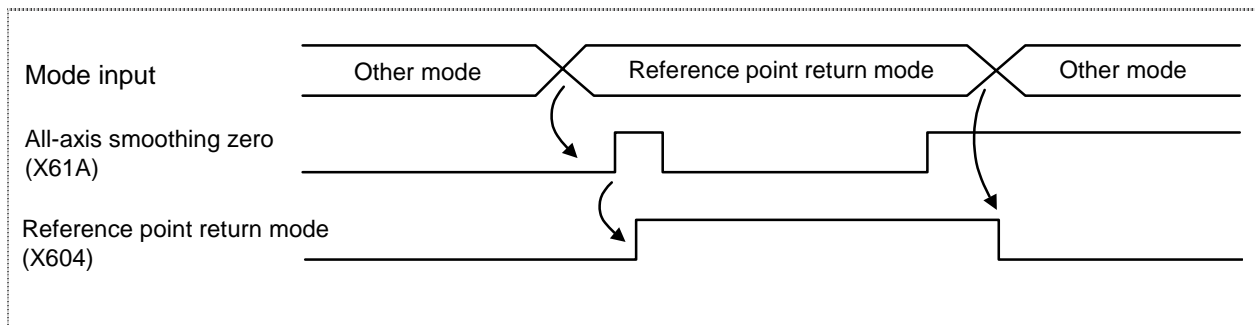 Mode input
Other mode
Reference point return mode
Other mode
All-axis smoothing zero
(X61A)
Reference point return mode
(X604)